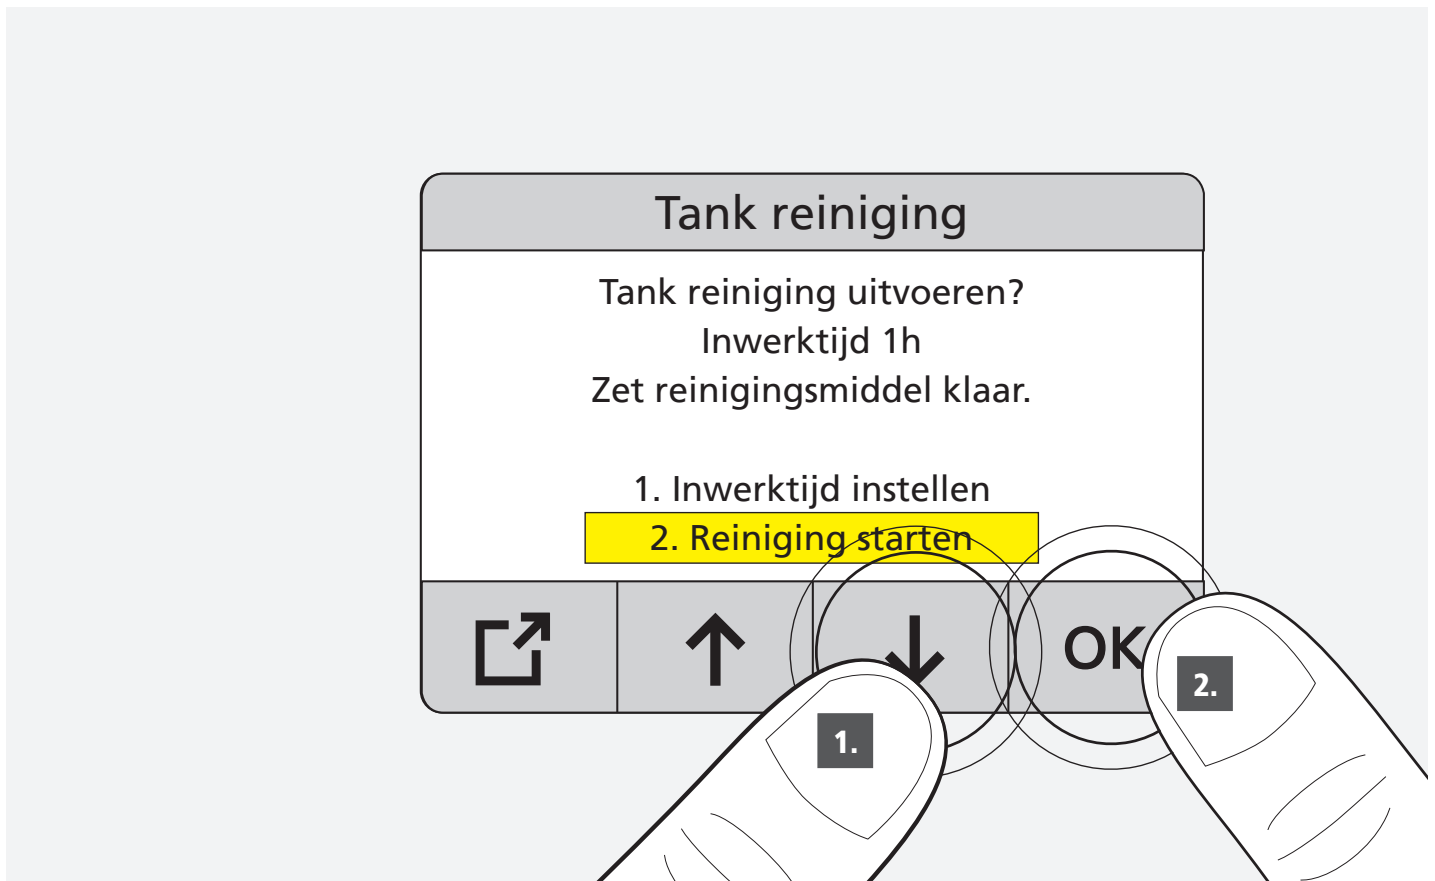 Tank reiniging
Tank reiniging uitvoeren?
Inwerktijd 1h
Zet reinigingsmiddel klaar.
1. Inwerktijd instellen
2. Reiniging starten
OK
1.
2.